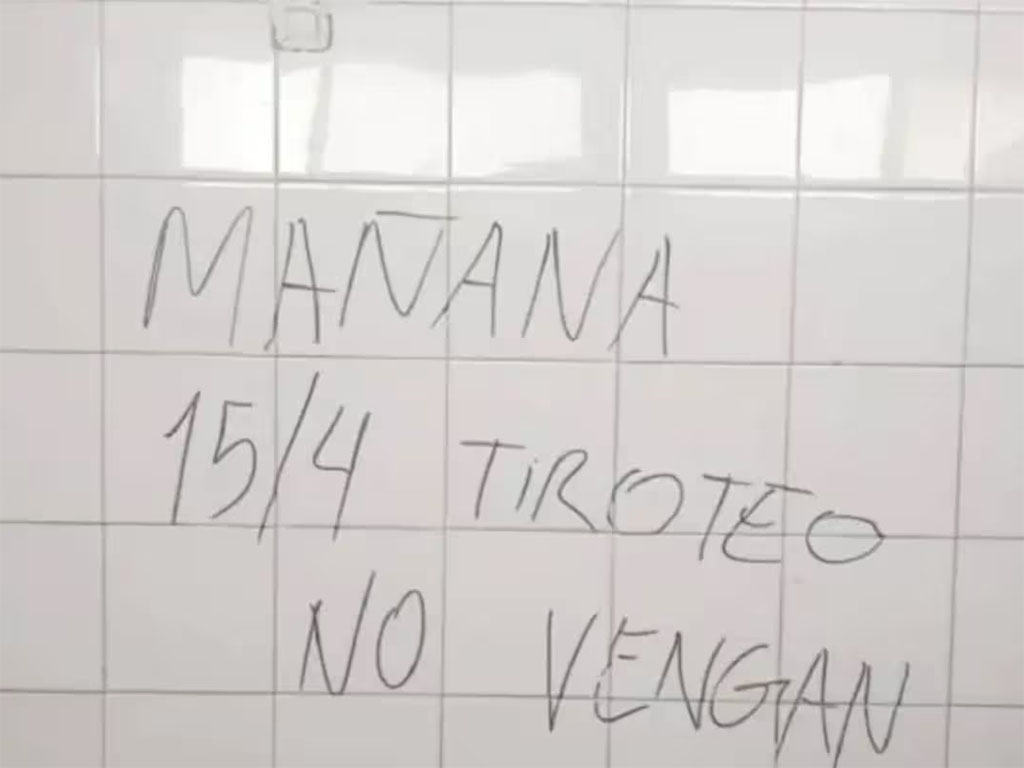 MAÑANA
15/4 TIROTEO
NO VENGAN